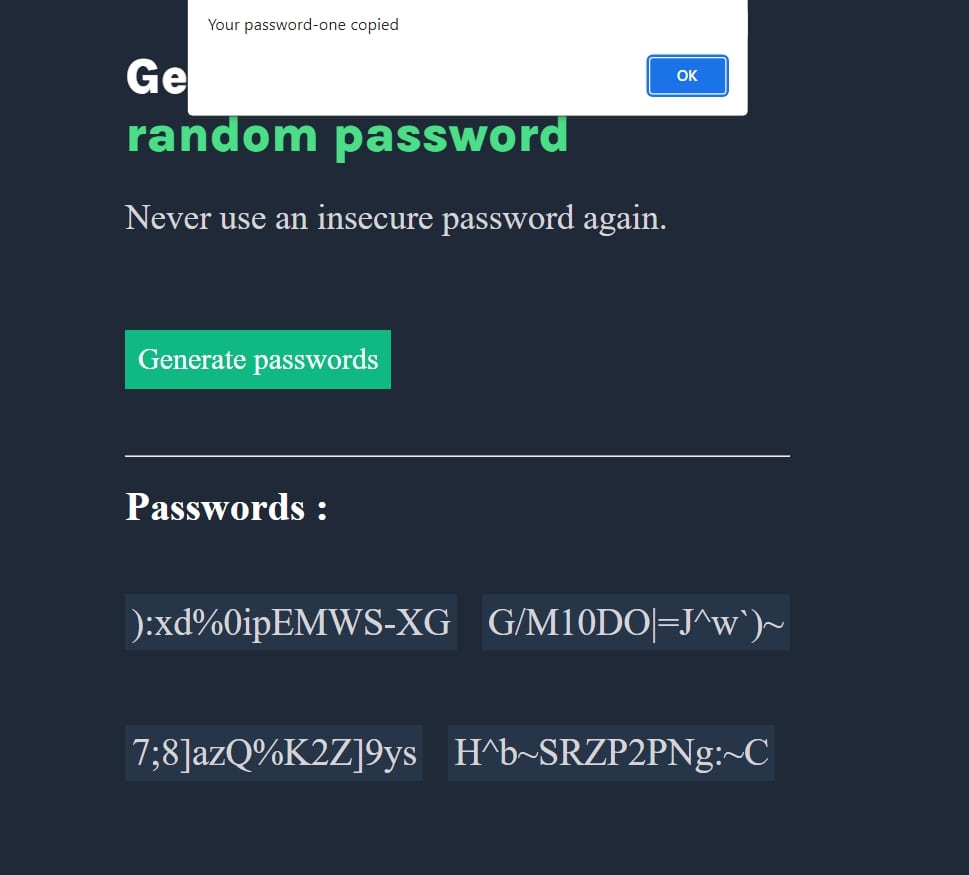 Your password-one copied
OK
Ge
random password
Never use an insecure password again.
Generate passwords
Passwords :
):xd%0ipEMWS-XG G/M10DO|=J^w`)~
7;8]azQ%K2Z]9ys H^b~SRZP2PNg:~C